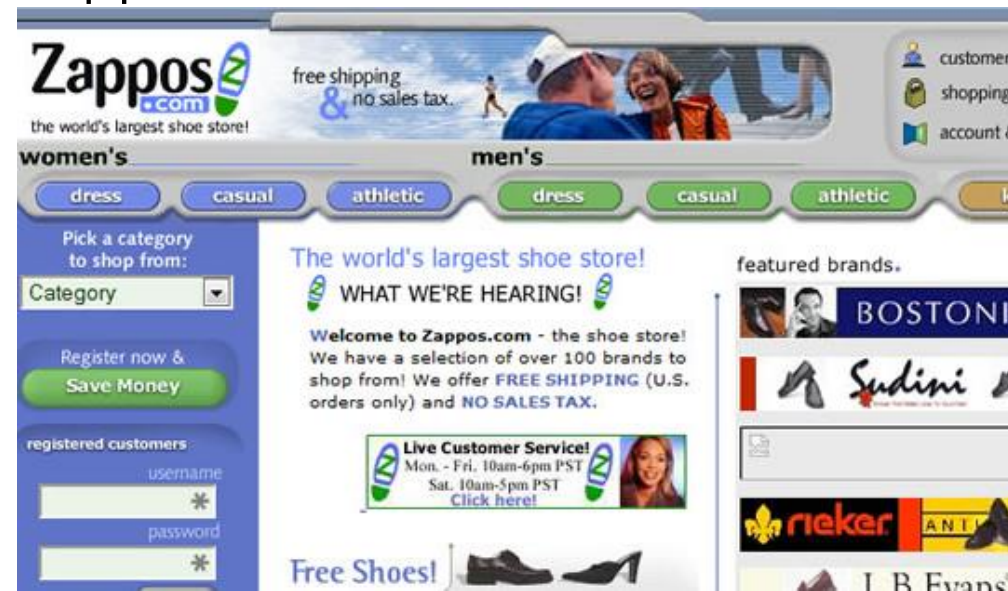 Zappos
.com
the world's largest shoe store!
free shipping
& no sales tax.
customer
shopping
account
women's
men's
dress
casual
athletic
dress
casual
athletic
Pick a category
to shop from:
Category
Register now &
Save Money
registered customers
username
password
The world's largest shoe store!
WHAT WE'RE HEARING!
Welcome to Zappos.com - the shoe store!
We have a selection of over 100 brands to
shop from! We offer FREE SHIPPING (U.S.
orders only) and NO SALES TAX.
Live Customer Service!
Mon. - Fri. 10am-6pm PST
Sat. 10am-5pm PST
Click here!
Free Shoes!
featured brands.
BOSTONI
Sudini
rieker
ANTI
J. B. Evans